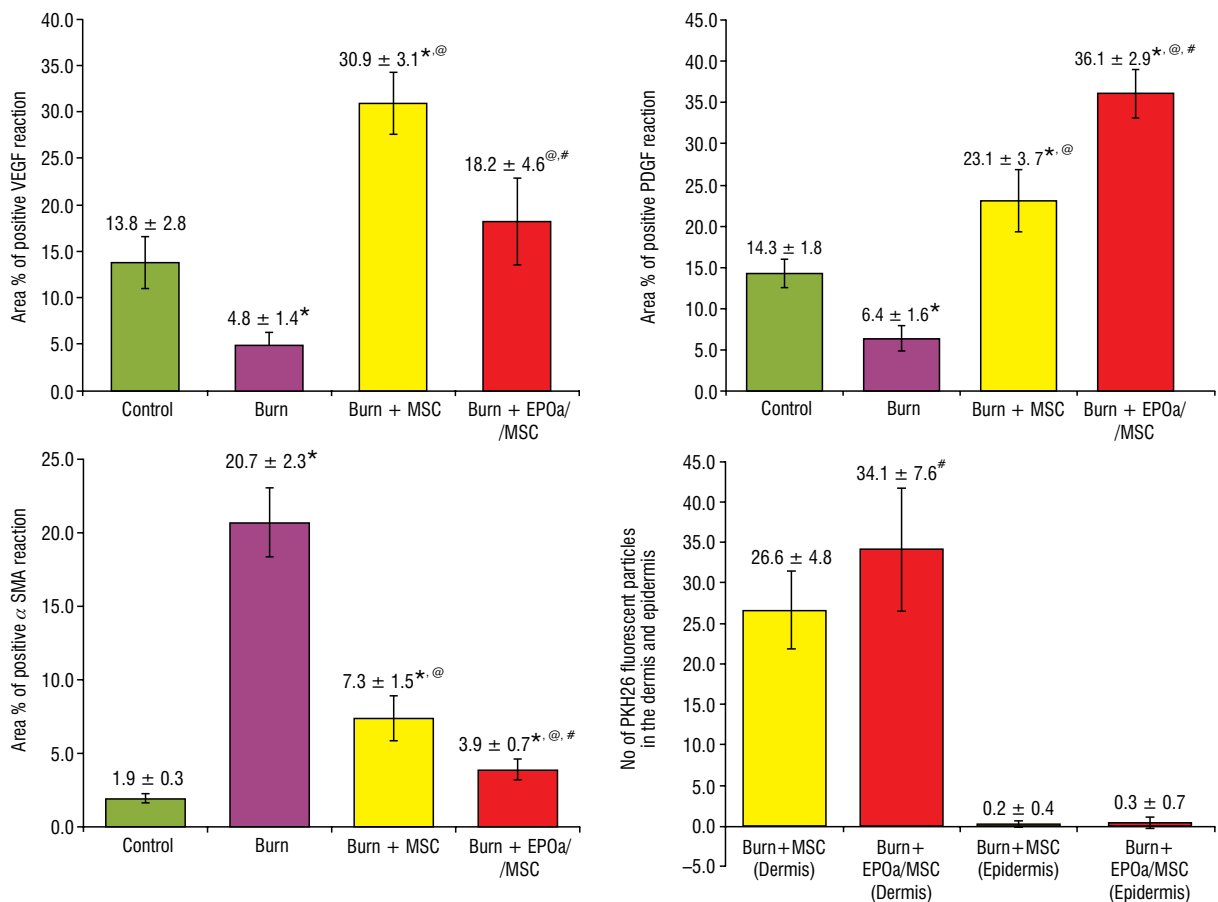 Area % of positive VEGF reaction
40.0
35.0
30.0
25.0
20.0
15.0
10.0
5.0
0.0
13.8 ± 2.8
4.8 ± 1.4*
30.9 ± 3.1*,@
18.2 ± 4.6@,#
Control
Burn
Burn + MSC
Burn + EPOa/
/MSC
Area % of positive PDGF reaction
45.0
40.0
35.0
30.0
25.0
20.0
15.0
10.0
5.0
0.0
14.3 ± 1.8
6.4 ± 1.6*
23.1 ± 3.7*,@
36.1 ± 2.9*,@,#
Control
Burn
Burn + MSC
Burn + EPOa/
/MSC
Area % of positive α SMA reaction
25.0
20.0
15.0
10.0
5.0
0.0
1.9 ± 0.3
20.7 ± 2.3*
7.3 ± 1.5*,@
3.9 ± 0.7*,@,#
Control
Burn
Burn + MSC
Burn + EPOa/
/MSC
No of PKH26 fluorescent particles
in the dermis and epidermis
45.0
40.0
35.0
30.0
25.0
20.0
15.0
10.0
5.0
0.0
–5.0
26.6 ± 4.8
34.1 ± 7.6#
0.2 ± 0.4
0.3 ± 0.7
Burn+MSC
(Dermis)
Burn+
EPOa/MSC
(Dermis)
Burn+MSC
(Epidermis)
Burn+
EPOa/MSC
(Epidermis)